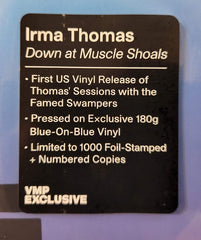 Irma Thomas
Down at Muscle Shoals
• First US Vinyl Release of
Thomas' Sessions with the
Famed Swampers
• Pressed on Exclusive 180g
Blue-On-Blue Vinyl
• Limited to 1000 Foil-Stamped
+ Numbered Copies
VMP
EXCLUSIVE